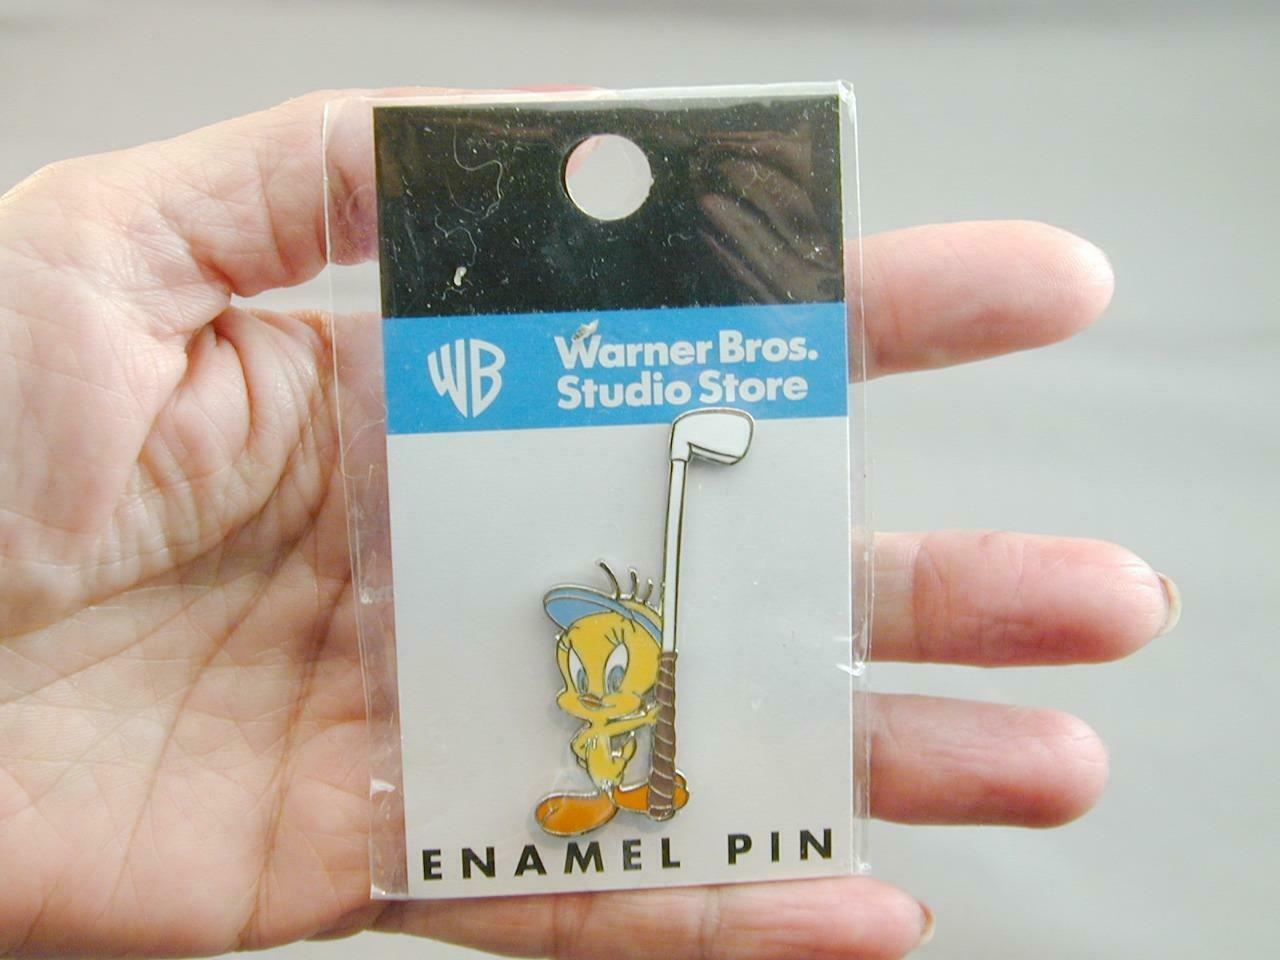 WB
Warner Bros.
Studio Store
ENAMEL PIN